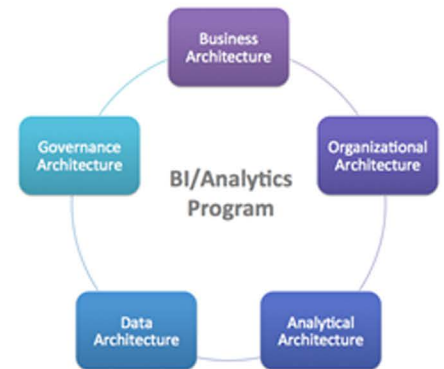 Business
Architecture
Governance
Architecture
Organizational
Architecture
BI/Analytics
Program
Data
Architecture
Analytical
Architecture